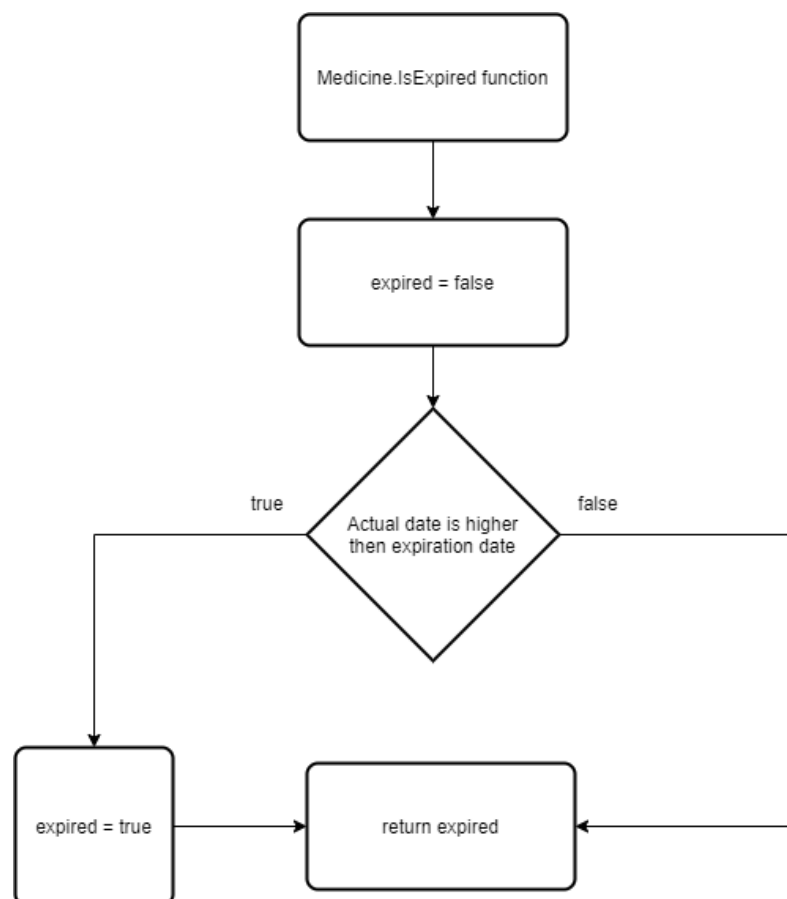 Medicine.IsExpired function
expired = false
true
false
Actual date is higher
then expiration date
expired = true
return expired